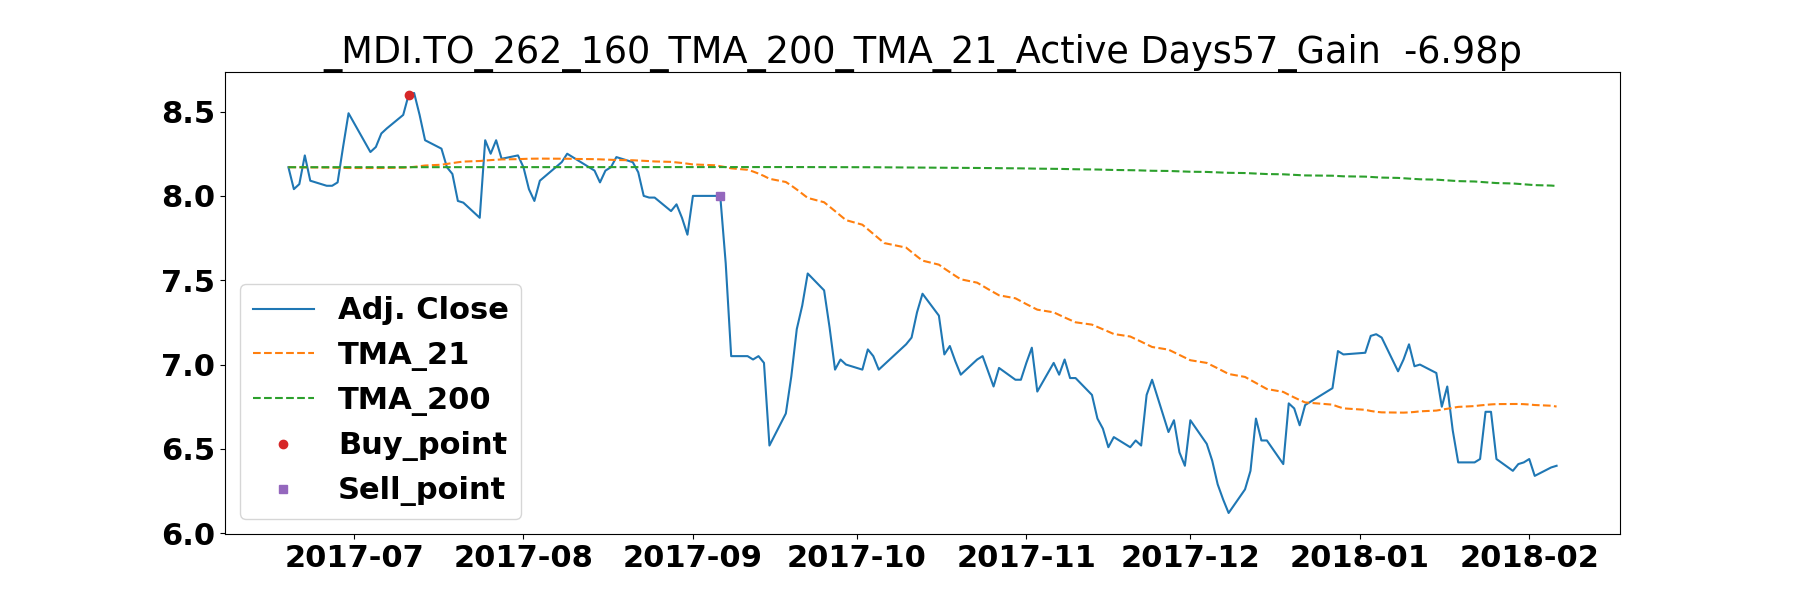 _MDI.TO_262_160_TMA_200_TMA_21_Active Days57_Gain  -6.98p
8.5
8.0
7.5
7.0
6.5
6.0
Adj. Close
TMA_21
TMA_200
Buy_point
Sell_point
2017-07 2017-08 2017-09 2017-10 2017-11 2017-12 2018-01 2018-02